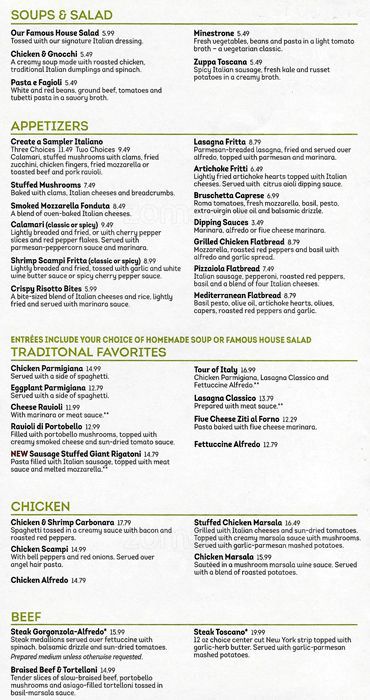 SOUPS & SALAD
Our Famous House Salad 5.99
Tossed with our signature Italian dressing.
Chicken & Gnocchi 5.49
A creamy soup made with roasted chicken,
traditional Italian dumplings and spinach.
Pasta e Fagioli 5.49
White and red beans, ground beef, tomatoes and
tubetti pasta in a savory broth.
Minestrone 5.49
Fresh vegetables, beans and pasta in a light tomato
broth – a vegetarian classic.
Zuppa Toscana 5.49
Spicy Italian sausage, fresh kale and russet
potatoes in a creamy broth.
APPETIZERS
Create a Sampler Italiano
Three Choices 11.49 Two Choices 9.49
Calamari, stuffed mushrooms with clams, fried
zucchini, chicken fingers, fried mozzarella or
toasted beef and pork ravioli.
Stuffed Mushrooms 7.49
Baked with clams, Italian cheeses and breadcrumbs.
Smoked Mozzarella Fonduta 8.49
A blend of oven-baked Italian cheeses.
Calamari (classic or spicy) 9.49
Lightly breaded and fried, or with cherry pepper
slices and red pepper flakes. Served with
parmesan-peppercorn sauce and marinara.
Shrimp Scampi Fritta (classic or spicy) 8.99
Lightly breaded and fried, tossed with garlic and white
wine butter sauce or spicy cherry pepper sauce.
Crispy Risotto Bites 5.99
A bite-sized blend of Italian cheeses and rice, lightly
fried and served with marinara sauce.
Lasagna Fritta 8.79
Parmesan-breaded lasagna, fried and served over
alfredo, topped with parmesan and marinara.
Artichoke Fritti 6.49
Lightly fried artichoke hearts topped with Italian
cheeses. Served with citrus aioli dipping sauce.
Bruschetta Caprese 6.99
Roma tomatoes, fresh mozzarella, basil, pesto,
extra-virgin olive oil and balsamic drizzle.
Dipping Sauces 3.49
Marinara, alfredo or five cheese marinara.
Grilled Chicken Flatbread 8.79
Mozzarella, roasted red peppers and basil with
alfredo and garlic spread.
Pizzaiola Flatbread 7.49
Italian sausage, pepperoni, roasted red peppers,
basil and a blend of four Italian cheeses.
Mediterranean Flatbread 8.79
Basil pesto, olive oil, artichoke hearts, olives,
capers, roasted red peppers and garlic.
ENTRÉES INCLUDE YOUR CHOICE OF HOMEMADE SOUP OR FAMOUS HOUSE SALAD
TRADITONAL FAVORITES
Chicken Parmigiana 14.99
Served with a side of spaghetti.
Eggplant Parmigiana 12.79
Served with a side of spaghetti.
Cheese Ravioli 11.99
With marinara or meat sauce.**
Ravioli di Portobello 12.99
Filled with portobello mushrooms, topped with
creamy smoked cheese and sun-dried tomato sauce.
NEW Sausage Stuffed Giant Rigatoni 14.79
Pasta filled with Italian sausage, topped with meat
sauce and melted mozzarella.**
Tour of Italy 16.99
Chicken Parmigiana, Lasagna Classico and
Fettuccine Alfredo.**
Lasagna Classico 13.79
Prepared with meat sauce.**
Five Cheese Ziti al Forno 12.29
Pasta baked with five cheese marinara.
Fettuccine Alfredo 12.79
CHICKEN
Chicken & Shrimp Carbonara 17.79
Spaghetti tossed in a creamy sauce with bacon and
roasted red peppers.
Chicken Scampi 14.99
With bell peppers and red onions. Served over
angel hair pasta.
Chicken Alfredo 14.79
Stuffed Chicken Marsala 16.49
Grilled with Italian cheeses and sun-dried tomatoes.
Topped with creamy marsala wine sauce with mushrooms.
Served with garlic-parmesan mashed potatoes.
Chicken Marsala 15.99
Sautéed in a mushroom marsala wine sauce. Served
with a blend of roasted potatoes.
BEEF
Steak Gorgonzola-Alfredo* 15.99
Steak medallions served over fettuccine with
spinach, balsamic drizzle and sun-dried tomatoes.
Prepared medium unless otherwise requested.
Braised Beef & Tortelloni 14.99
Tender slices of slow-braised beef, portobello
mushrooms and asiago-filled tortelloni tossed in
basil-marsala sauce.
Steak Toscano* 19.99
12 oz choice center cut New York strip topped with
garlic-herb butter. Served with garlic-parmesan
mashed potatoes.